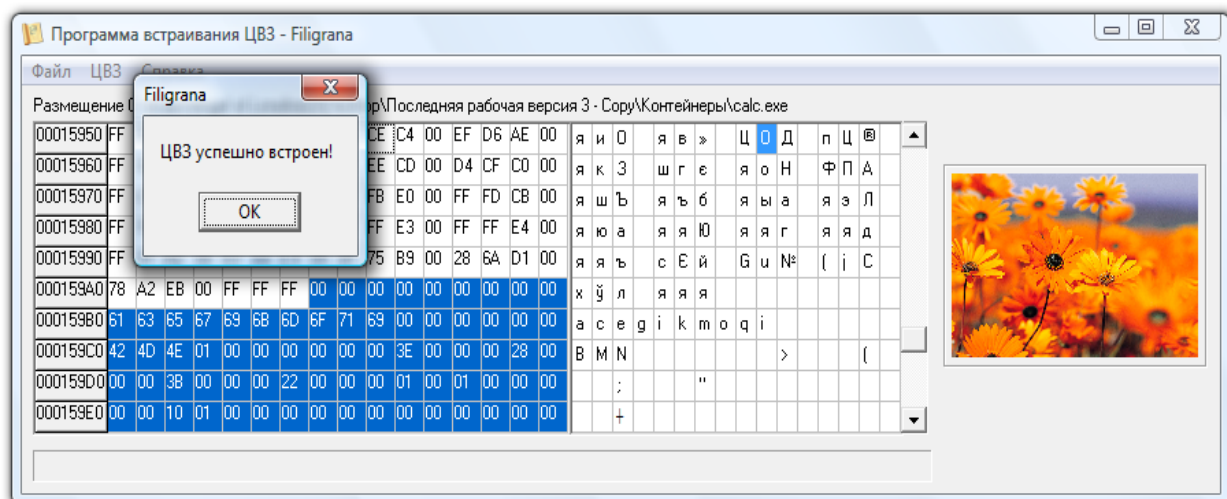 Программа встраивания ЦВЗ - Filigrana
Файл ЦВЗ Справка
Filigrana
Размещение \Последняя рабочая версия 3 - Copy\Контейнеры\calc.exe
ЦВЗ успешно встроен!
OK
00015950 FF CE C4 00 EF D6 AE 00 я и О я в » Ц О Д п Ц ®
00015960 FF EE CD 00 D4 CF C0 00 я к З ш г є я о Н Ф П А
00015970 FF FB E0 00 FF FD CB 00 я ш Ъ я ъ б я ы а я э Л
00015980 FF FF E3 00 FF FF E4 00 я ю а я я Ю я я г я я д
00015990 FF 75 B9 00 28 6A D1 00 я я ъ с Є й G u № ( j С
000159A0 78 A2 EB 00 FF FF FF 00 00 00 00 00 00 00 00 00 x ў л я я я
000159B0 61 63 65 67 69 6B 6D 6F 71 69 00 00 00 00 00 00 a c e g i k m o q i
000159C0 42 4D 4E 01 00 00 00 00 00 00 3E 00 00 00 28 00 B M N > (
000159D0 00 00 3B 00 00 00 22 00 00 00 01 00 01 00 00 00 ; "
000159E0 00 00 10 01 00 00 00 00 00 00 00 00 00 00 00 00 +